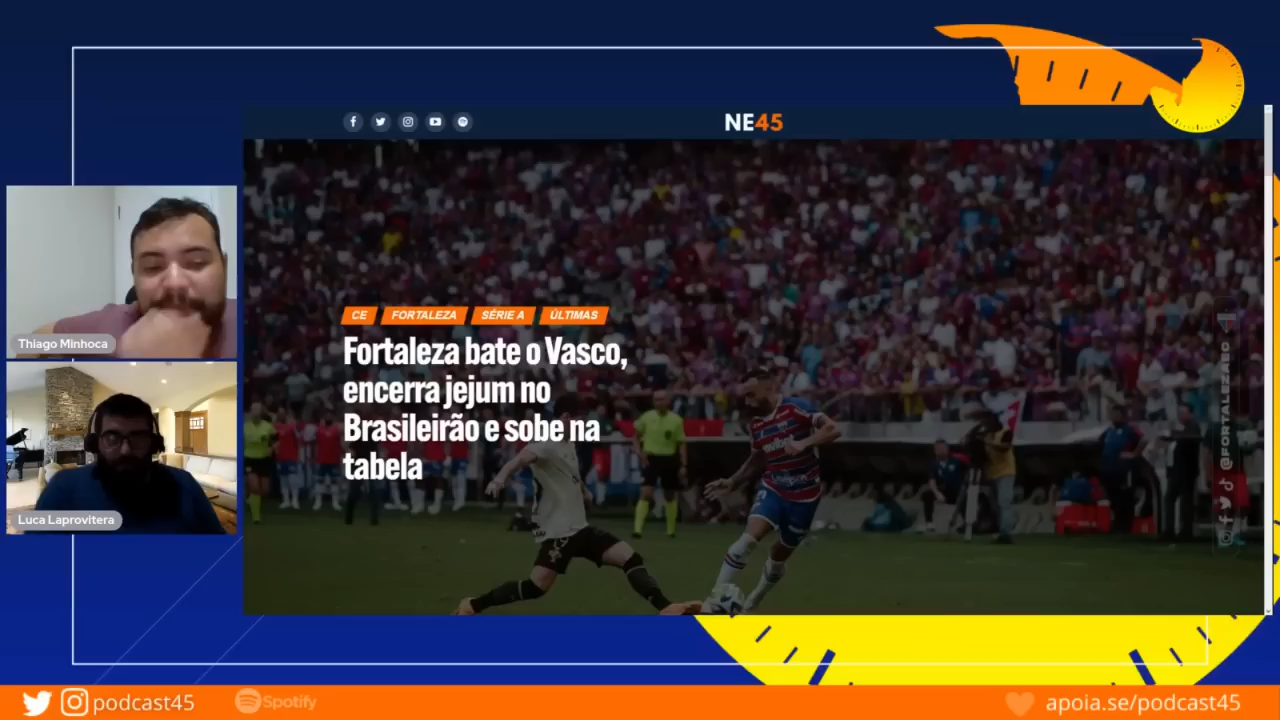 NE45
CE FORTALEZA SÉRIE A ÚLTIMAS
Fortaleza bate o Vasco,
encerra jejum no
Brasileirão e sobe na
tabela
Thiago Minhoca
Luca Laprovitera
@FORTALEZAEC
podcast45 Spotify apoia.se/podcast45